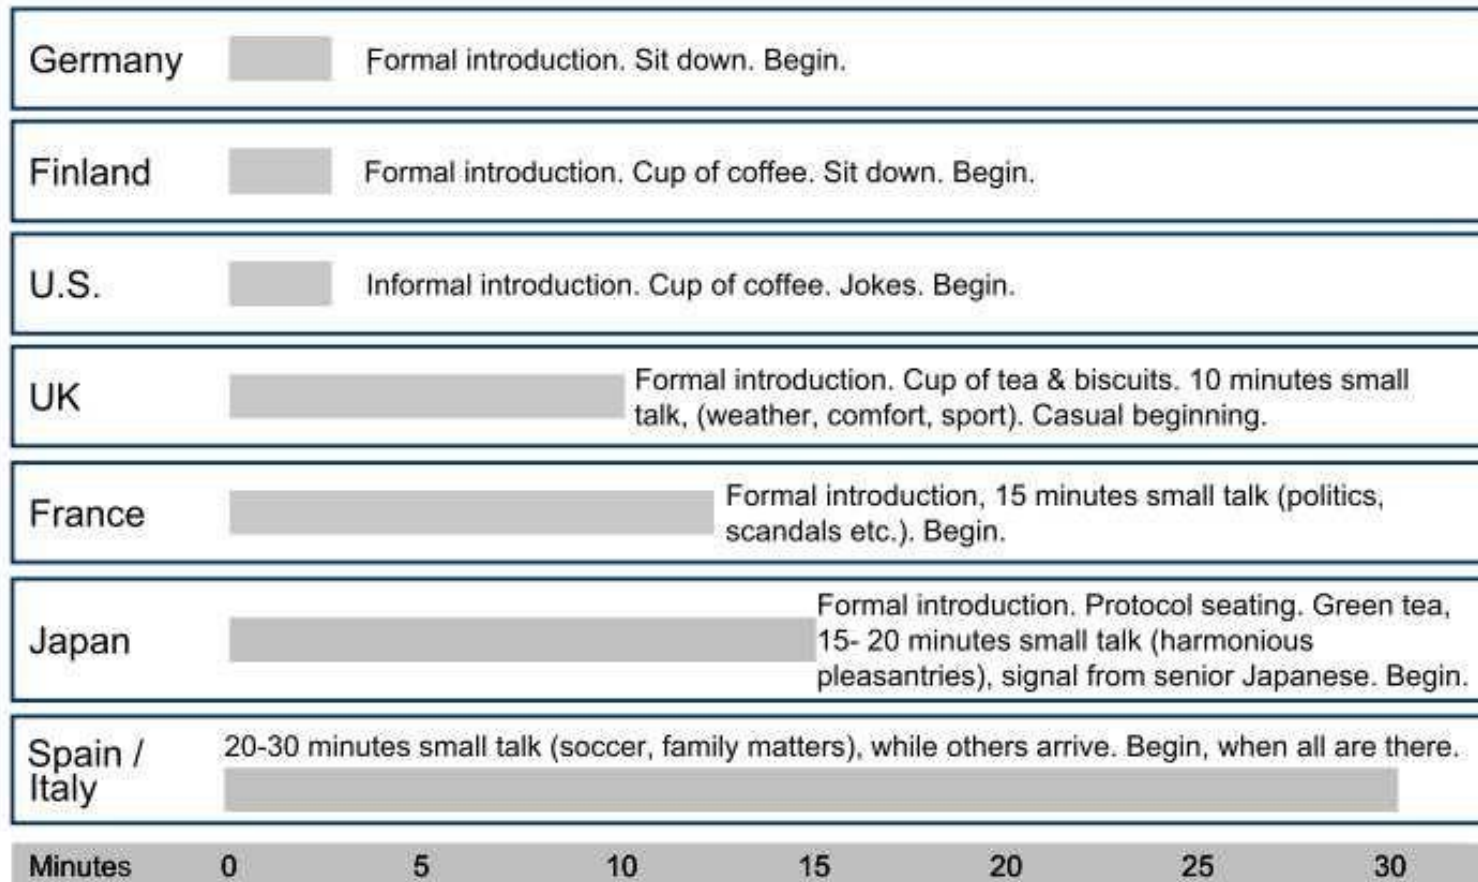 Germany
Formal introduction. Sit down. Begin.
Finland
Formal introduction. Cup of coffee. Sit down. Begin.
U.S.
Informal introduction. Cup of coffee. Jokes. Begin.
UK
Formal introduction. Cup of tea & biscuits. 10 minutes small
talk, (weather, comfort, sport). Casual beginning.
France
Formal introduction, 15 minutes small talk (politics,
scandals etc.). Begin.
Japan
Formal introduction. Protocol seating. Green tea,
15- 20 minutes small talk (harmonious
pleasantries), signal from senior Japanese. Begin.
Spain /
Italy
20-30 minutes small talk (soccer, family matters), while others arrive. Begin, when all are there.
Minutes 0 5 10 15 20 25 30